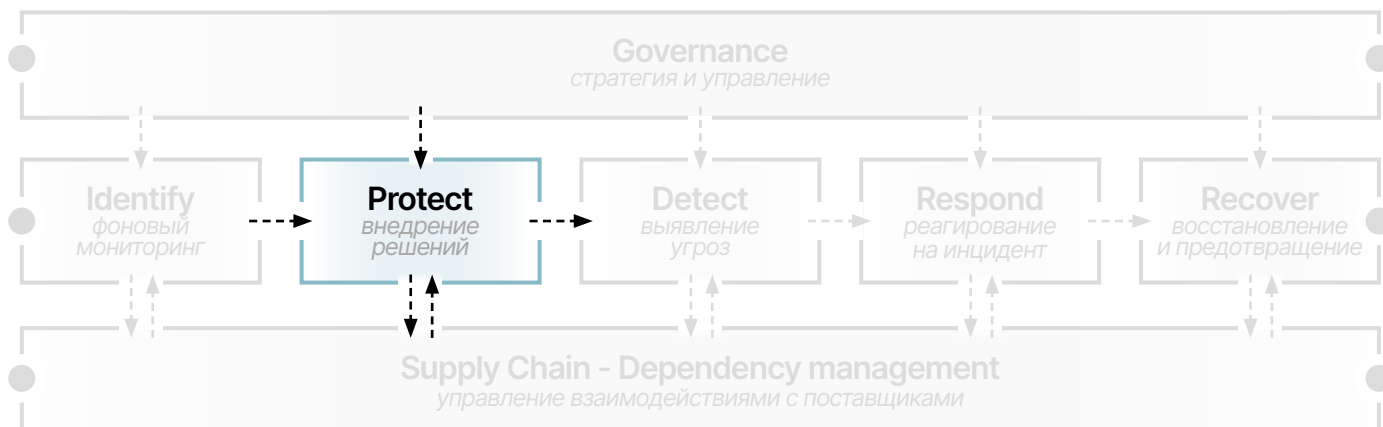 Governance
стратегия и управление
Identify
фоновый
мониторинг
Protect
внедрение
решений
Detect
выявление
угроз
Respond
реагирование
на инцидент
Recover
восстановление
и предотвращение
Supply Chain - Dependency management
управление взаимодействиями с поставщиками